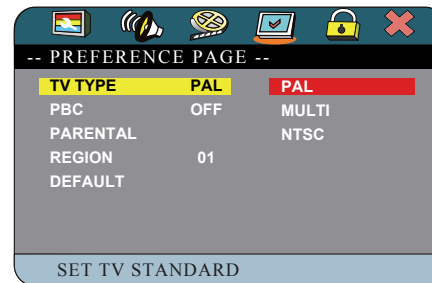 -- PREFERENCE PAGE --
TV TYPE PAL PAL
PBC OFF MULTI
PARENTAL NTSC
REGION 01
DEFAULT
SET TV STANDARD